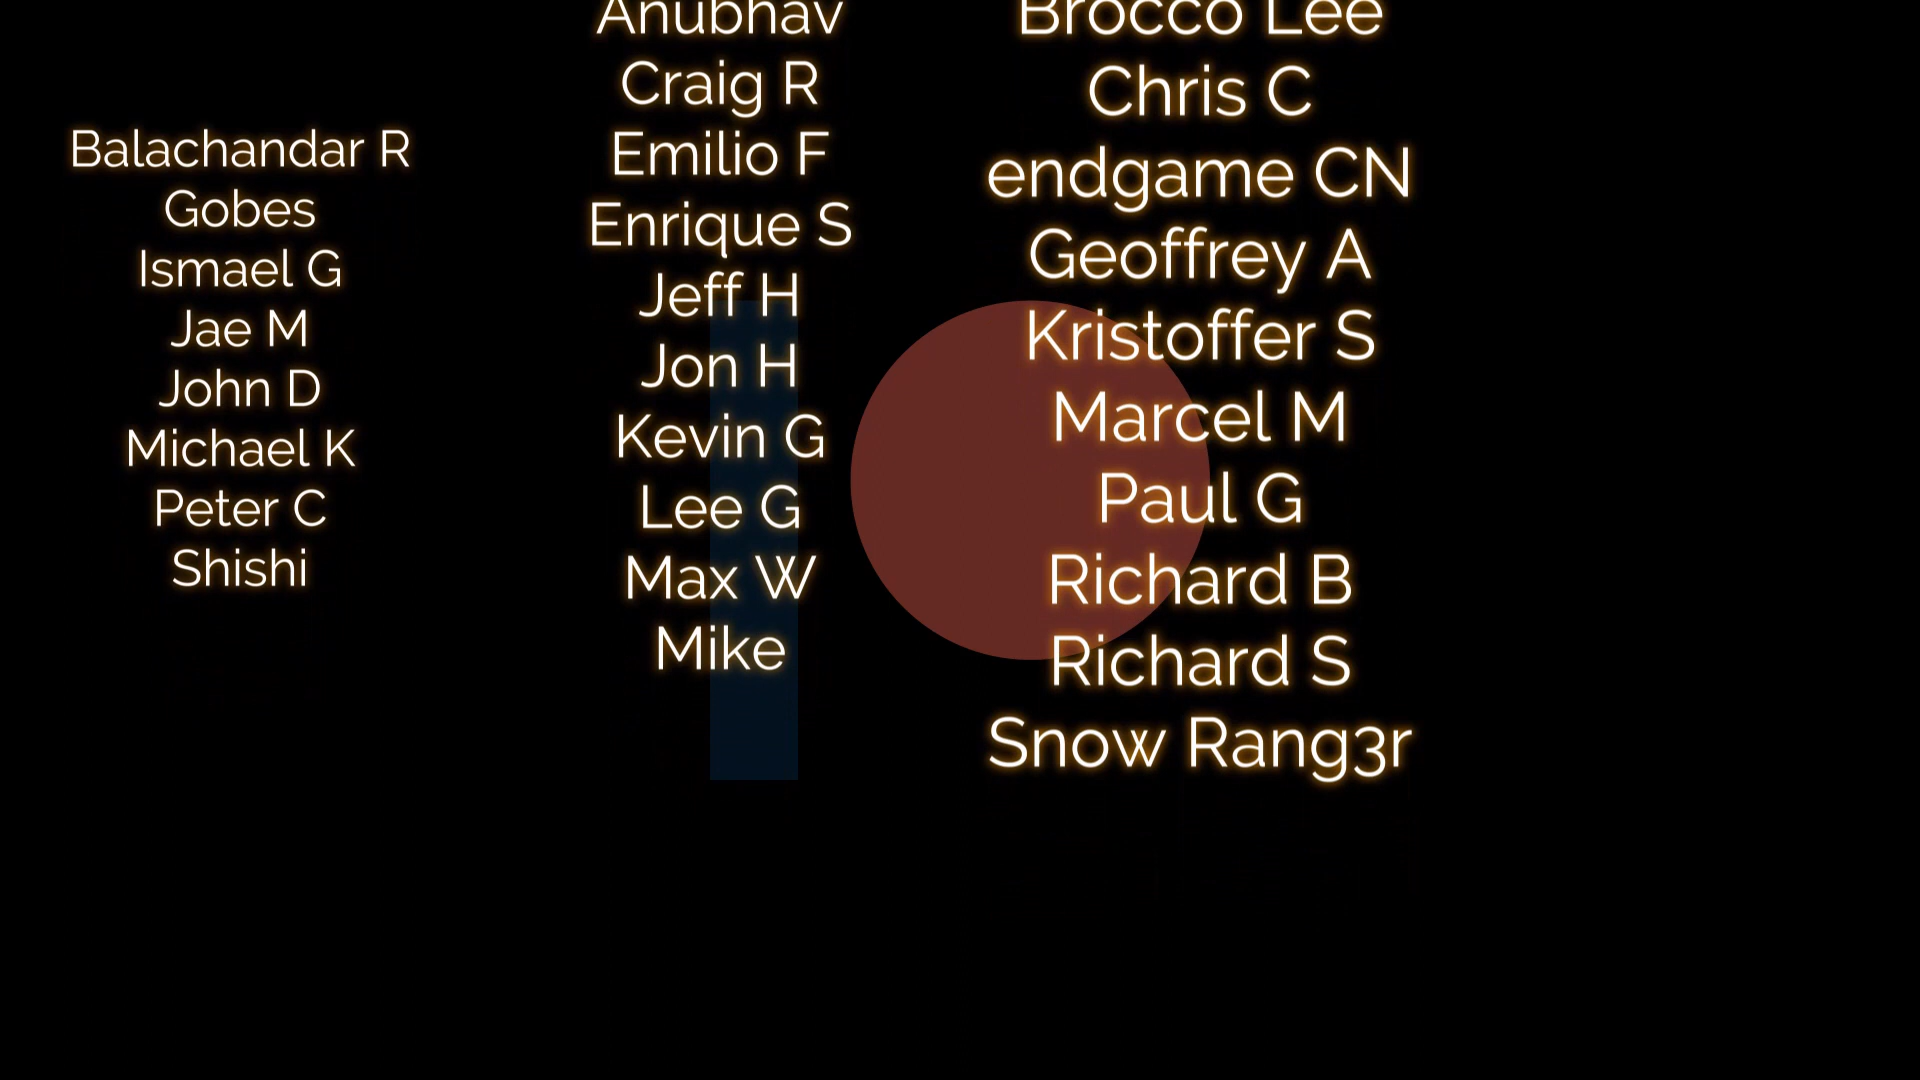 Balachandar R
Gobes
Ismael G
Jae M
John D
Michael K
Peter C
Shishi
Anubhav
Craig R
Emilio F
Enrique S
Jeff H
Jon H
Kevin G
Lee G
Max W
Mike
Brocco Lee
Chris C
endgame CN
Geoffrey A
Kristoffer S
Marcel M
Paul G
Richard B
Richard S
Snow Rang3r